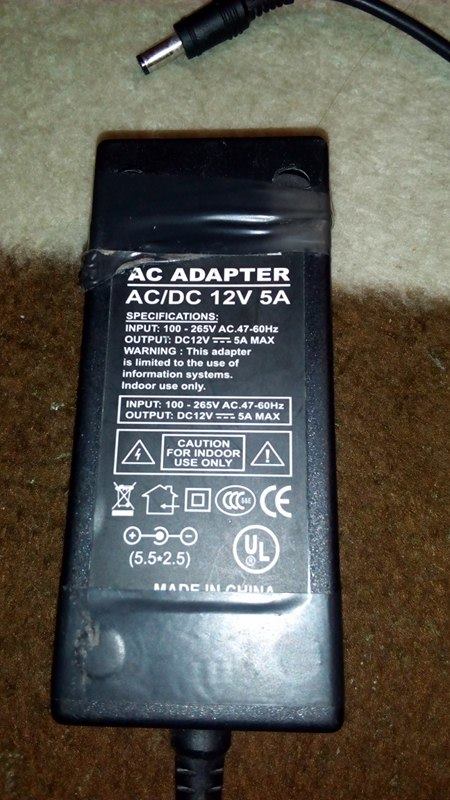 AC ADAPTER
AC/DC 12V 5A
SPECIFICATIONS:
INPUT: 100 - 265V AC.47-60Hz
OUTPUT: DC12V ⎓ 5A MAX
WARNING : This adapter
is limited to the use of
information systems.
Indoor use only.
INPUT: 100 - 265V AC.47-60Hz
OUTPUT: DC12V ⎓ 5A MAX
CAUTION
FOR INDOOR
USE ONLY
CCC S&E CE
(5.5•2.5)
UL
®
MADE IN CHINA